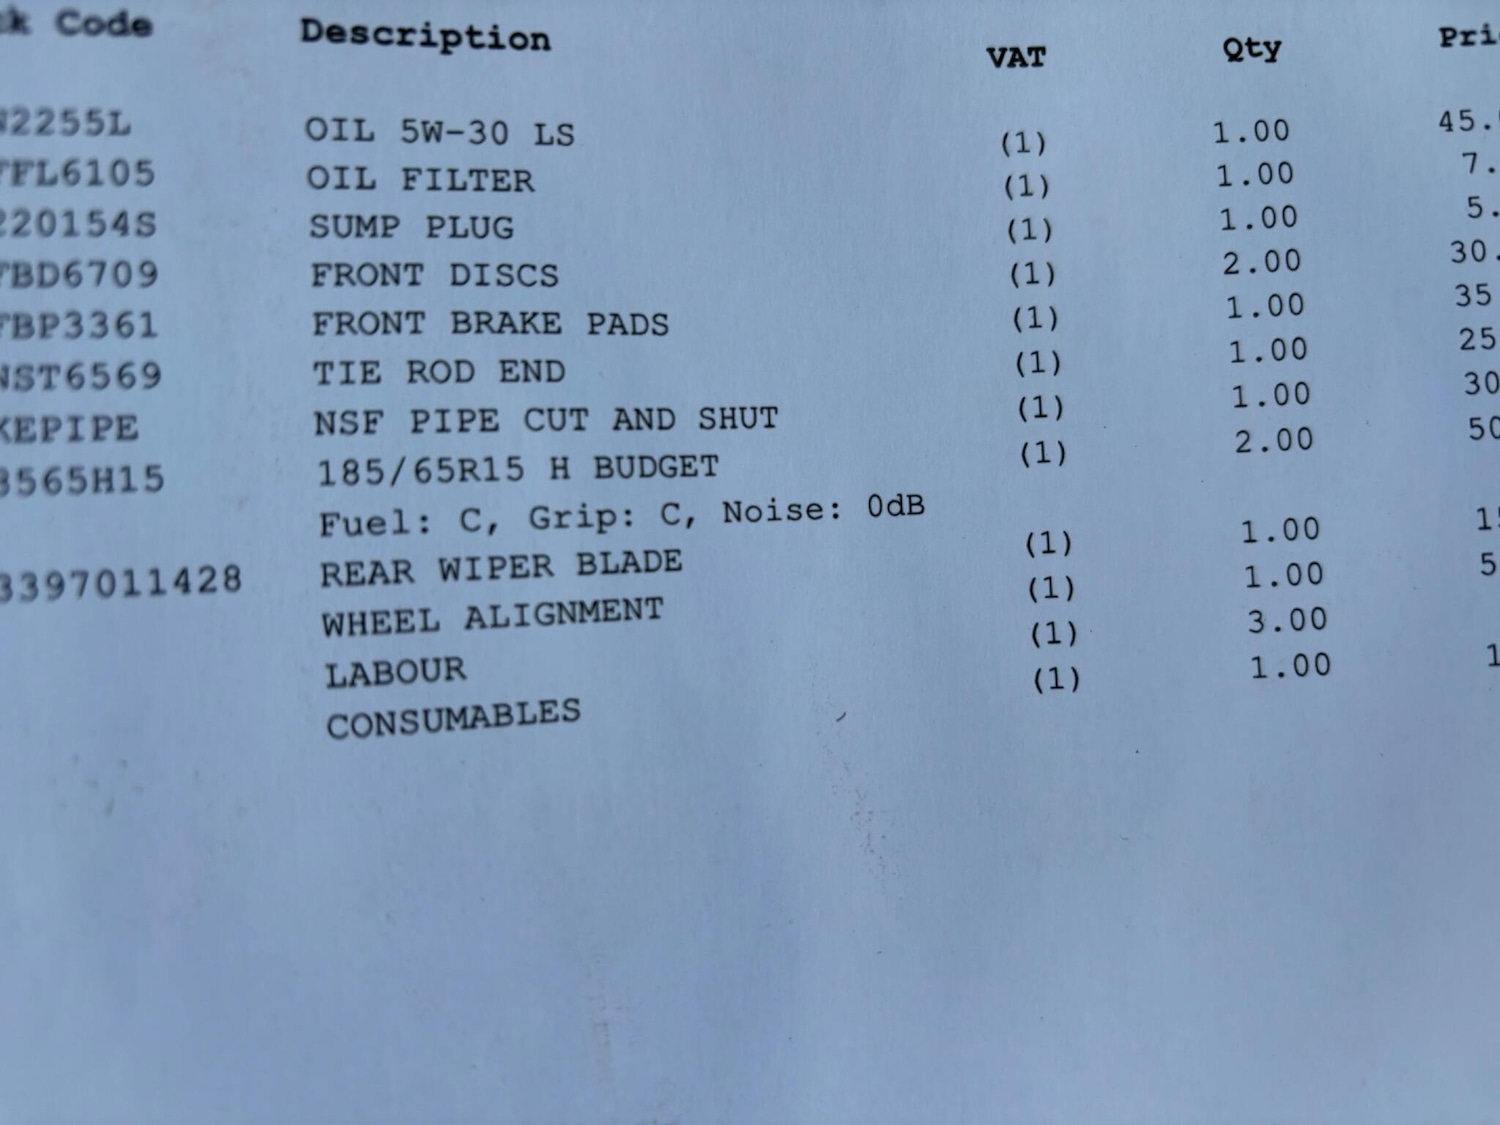 Code Description VAT Qty
2255L OIL 5W-30 LS (1) 1.00 45.
FL6105 OIL FILTER (1) 1.00 7.
220154S SUMP PLUG (1) 1.00 5.
BD6709 FRONT DISCS (1) 2.00 30.
BP3361 FRONT BRAKE PADS (1) 1.00 35
ST6569 TIE ROD END (1) 1.00 25
EPIPE NSF PIPE CUT AND SHUT (1) 1.00 30
565H15 185/65R15 H BUDGET (1) 2.00 50
Fuel: C, Grip: C, Noise: 0dB
3397011428 REAR WIPER BLADE (1) 1.00 1
WHEEL ALIGNMENT (1) 1.00 5
LABOUR (1) 3.00
CONSUMABLES (1) 1.00 1